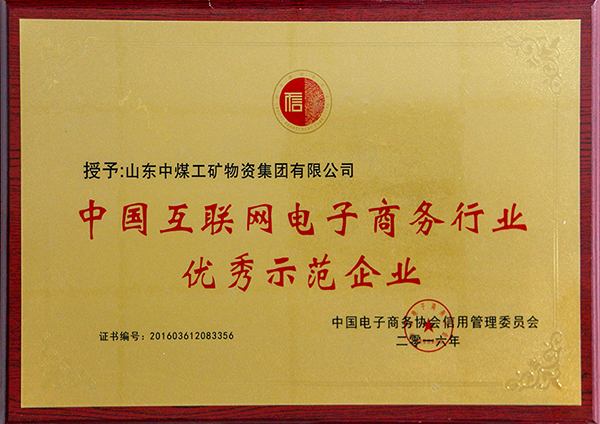 信
授予:山东中煤工矿物资集团有限公司
中国互联网电子商务行业
优秀示范企业
中国电子商务协会信用管理委员会
二零一六年
证书编号: 201603612083356